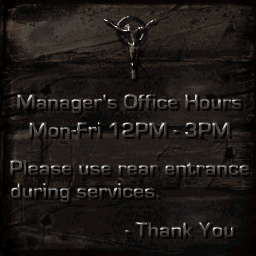 Manager's Office Hours
Mon-Fri 12PM - 3PM
Please use rear entrance
during services.
- Thank You